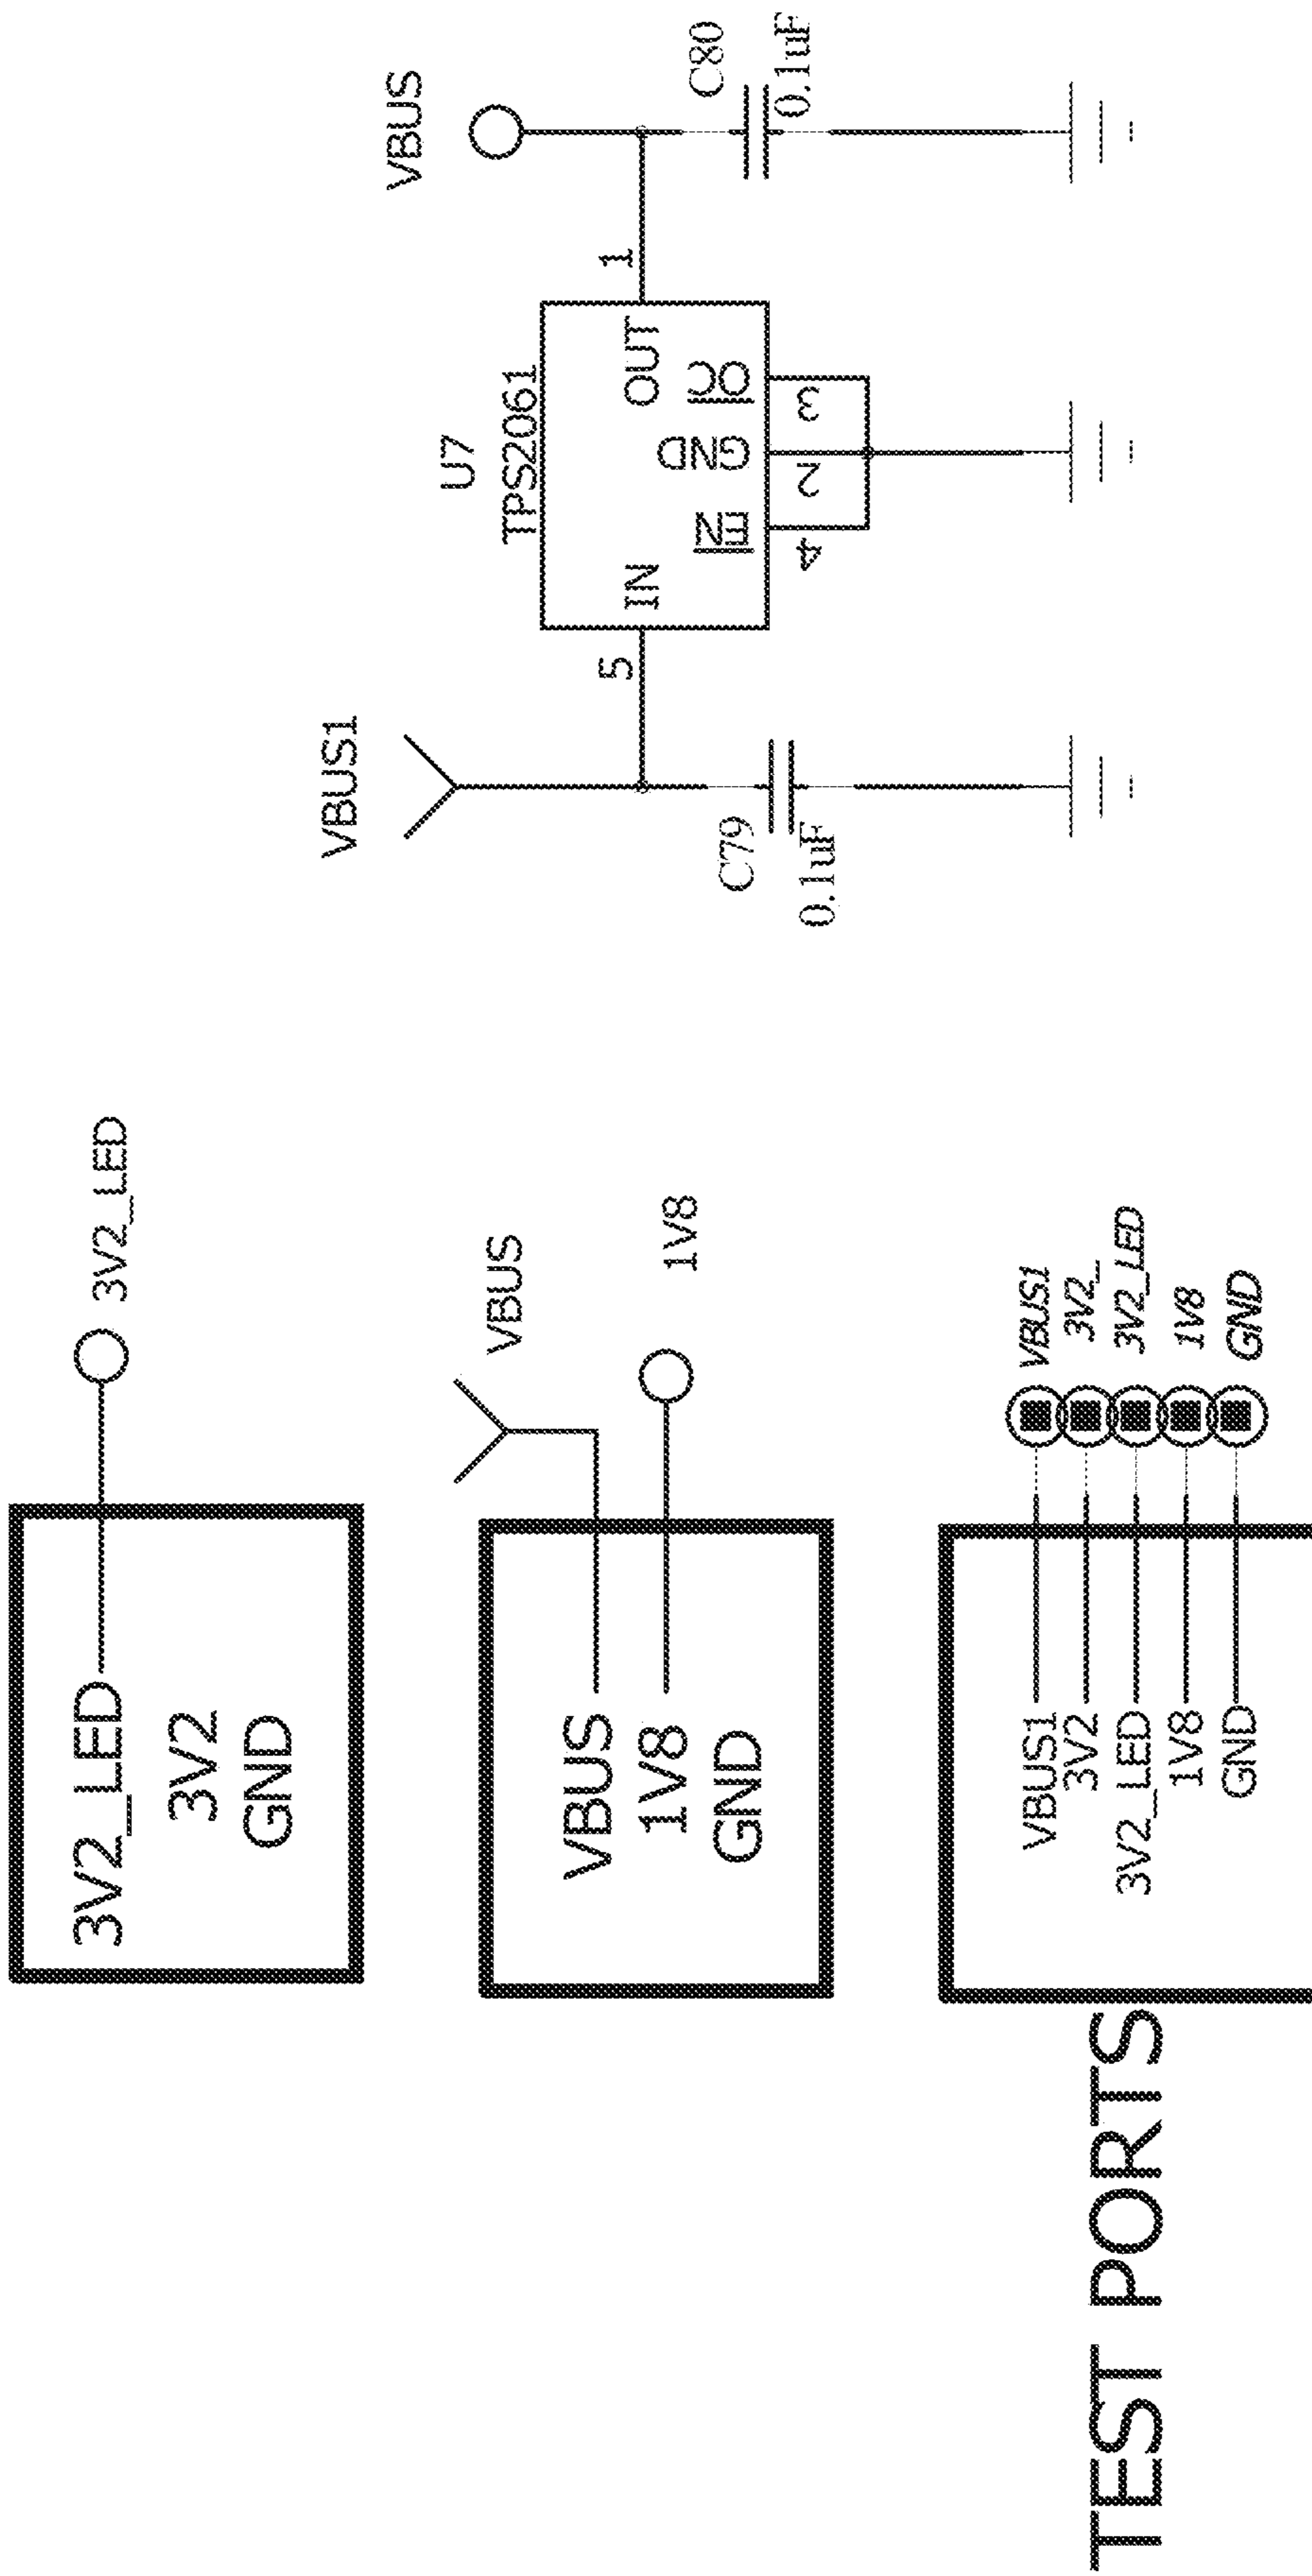 3V2_LED
3V2
GND
3V2_LED
VBUS
1V8
GND
VBUS
1V8
TEST PORTS
VBUS1
3V2
3V2_LED
1V8
GND
VBUS1
3V2_
3V2_LED
1V8
GND
VBUS1
C79
0.1uF
5
U7
TPS2061
IN
OUT
EN
GND
OC
4
2
3
1
VBUS
C80
0.1uF